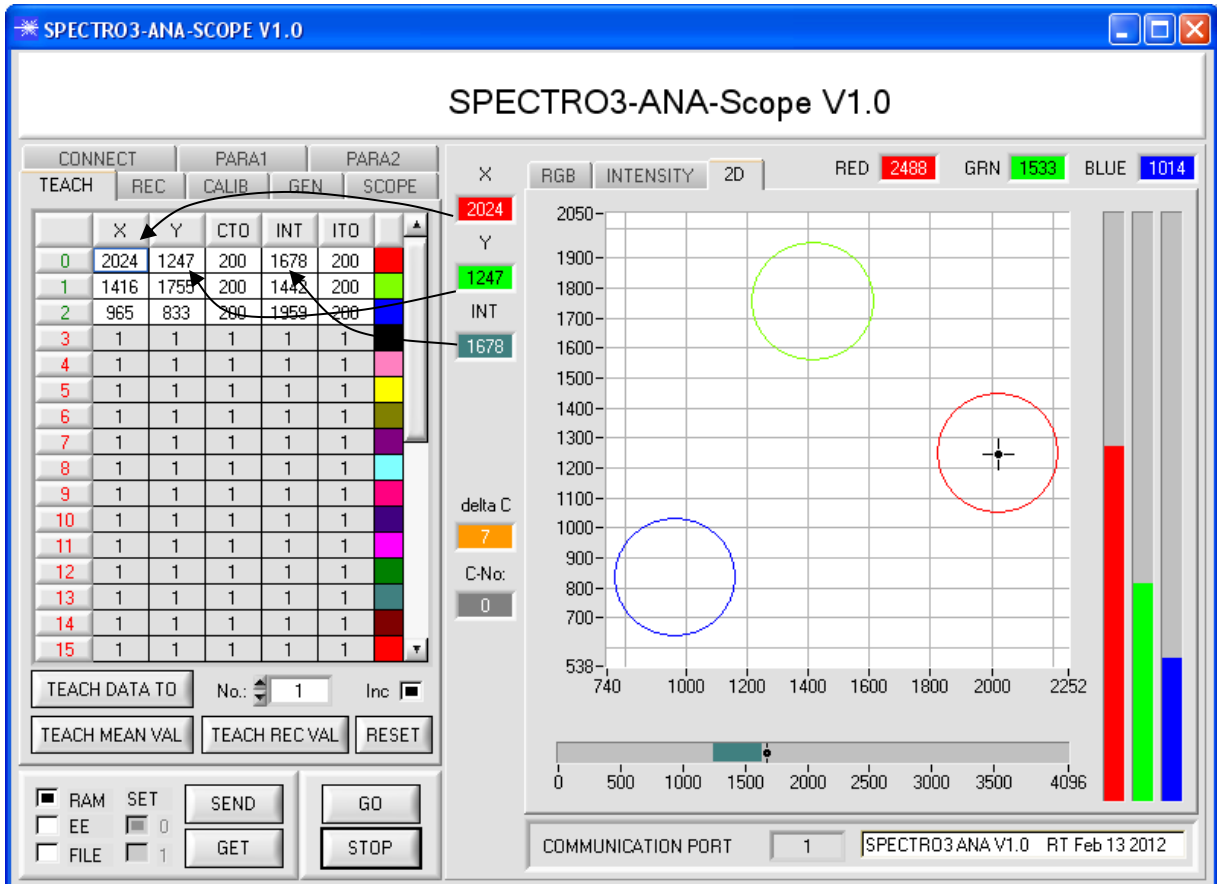 SPECTRO3-ANA-SCOPE V1.0
SPECTRO3-ANA-Scope V1.0
CONNECT PARA1 PARA2
TEACH REC CALIB GEN SCOPE
X Y CTO INT ITO
0 2024 1247 200 1678 200
1 1416 1755 200 1442 200
2 965 833 200 1959 200
3 1 1 1 1 1
4 1 1 1 1 1
5 1 1 1 1 1
6 1 1 1 1 1
7 1 1 1 1 1
8 1 1 1 1 1
9 1 1 1 1 1
10 1 1 1 1 1
11 1 1 1 1 1
12 1 1 1 1 1
13 1 1 1 1 1
14 1 1 1 1 1
15 1 1 1 1 1
TEACH DATA TO No.: 1 Inc
TEACH MEAN VAL TEACH REC VAL RESET
RAM SET SEND GO
EE 0
FILE 1 GET STOP
X
2024
Y
1247
INT
1678
delta C
7
C-No:
0
RGB INTENSITY 2D RED 2488 GRN 1533 BLUE 1014
2050
1900
1800
1700
1600
1500
1400
1300
1200
1100
1000
900
800
700
538
740 1000 1200 1400 1600 1800 2000 2252
0 500 1000 1500 2000 2500 3000 3500 4096
COMMUNICATION PORT 1 SPECTRO3 ANA V1.0 RT Feb 13 2012